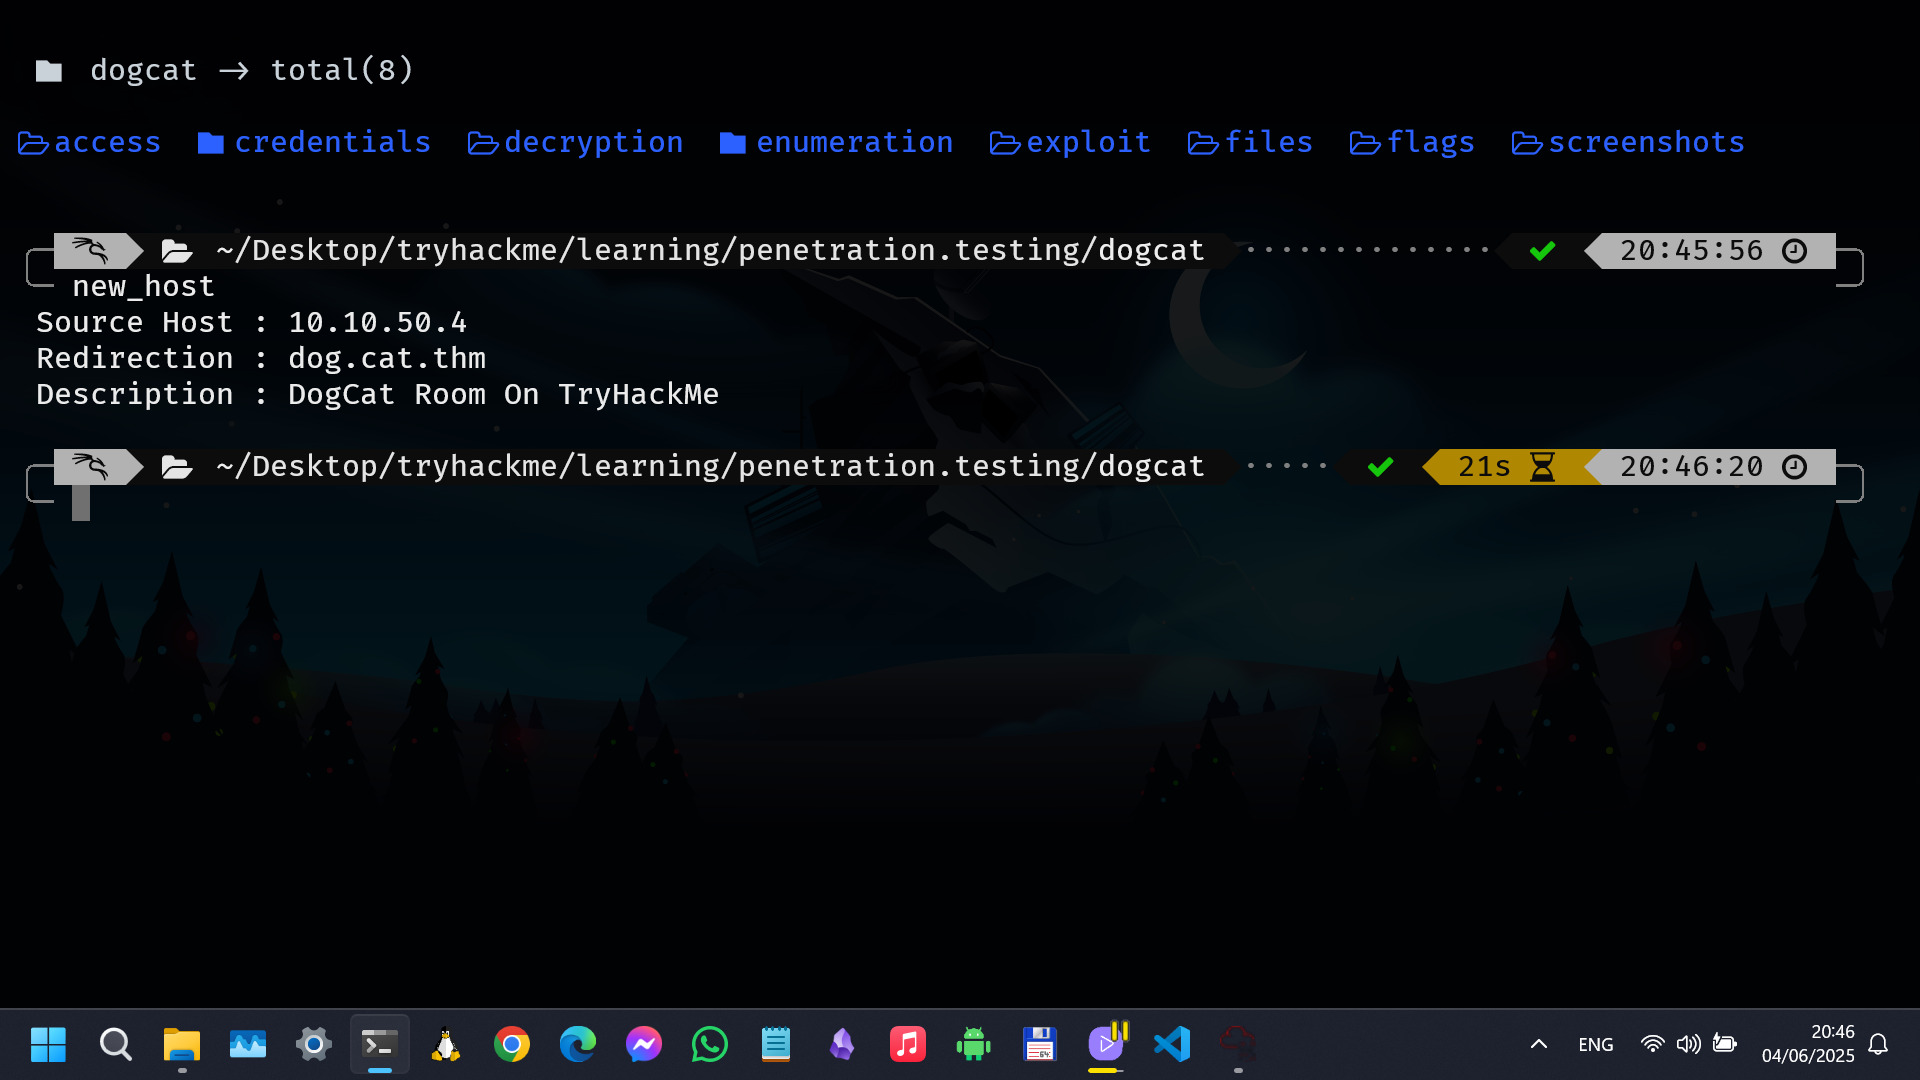 dogcat → total(8)
access credentials decryption enumeration exploit files flags screenshots
~/Desktop/tryhackme/learning/penetration.testing/dogcat 20:45:56
new_host
Source Host : 10.10.50.4
Redirection : dog.cat.thm
Description : DogCat Room On TryHackMe
~/Desktop/tryhackme/learning/penetration.testing/dogcat 21s 20:46:20
64
ENG
20:46
04/06/2025